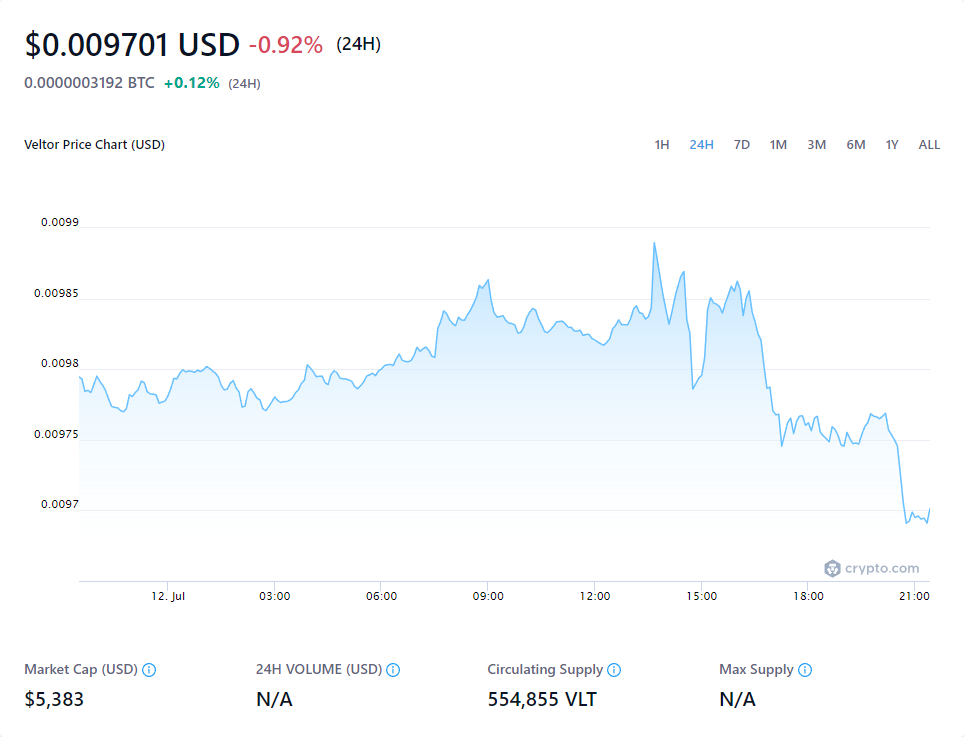 $0.009701 USD -0.92% (24H)
0.0000003192 BTC +0.12% (24H)
Veltor Price Chart (USD) 1H 24H 7D 1M 3M 6M 1Y ALL
0.0099
0.00985
0.0098
0.00975
0.0097
crypto.com
12. Jul 03:00 06:00 09:00 12:00 15:00 18:00 21:00
Market Cap (USD) 24H VOLUME (USD) Circulating Supply Max Supply
$5,383 N/A 554,855 VLT N/A